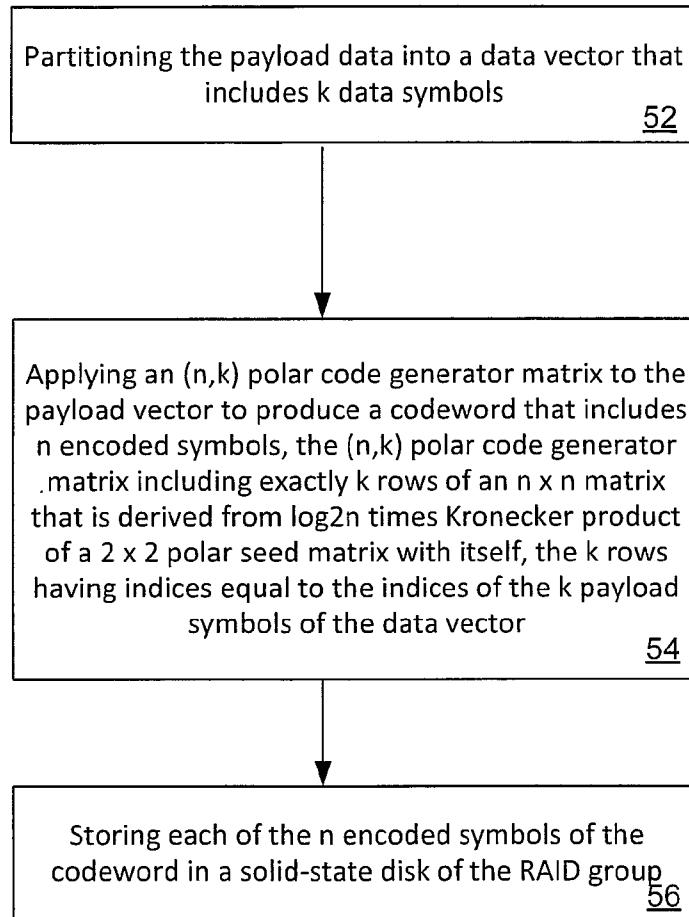 Partitioning the payload data into a data vector that
includes k data symbols
52
Applying an (n,k) polar code generator matrix to the
payload vector to produce a codeword that includes
n encoded symbols, the (n,k) polar code generator
.matrix including exactly k rows of an n x n matrix
that is derived from log2n times Kronecker product
of a 2 x 2 polar seed matrix with itself, the k rows
having indices equal to the indices of the k payload
symbols of the data vector
54
Storing each of the n encoded symbols of the
codeword in a solid-state disk of the RAID group
56